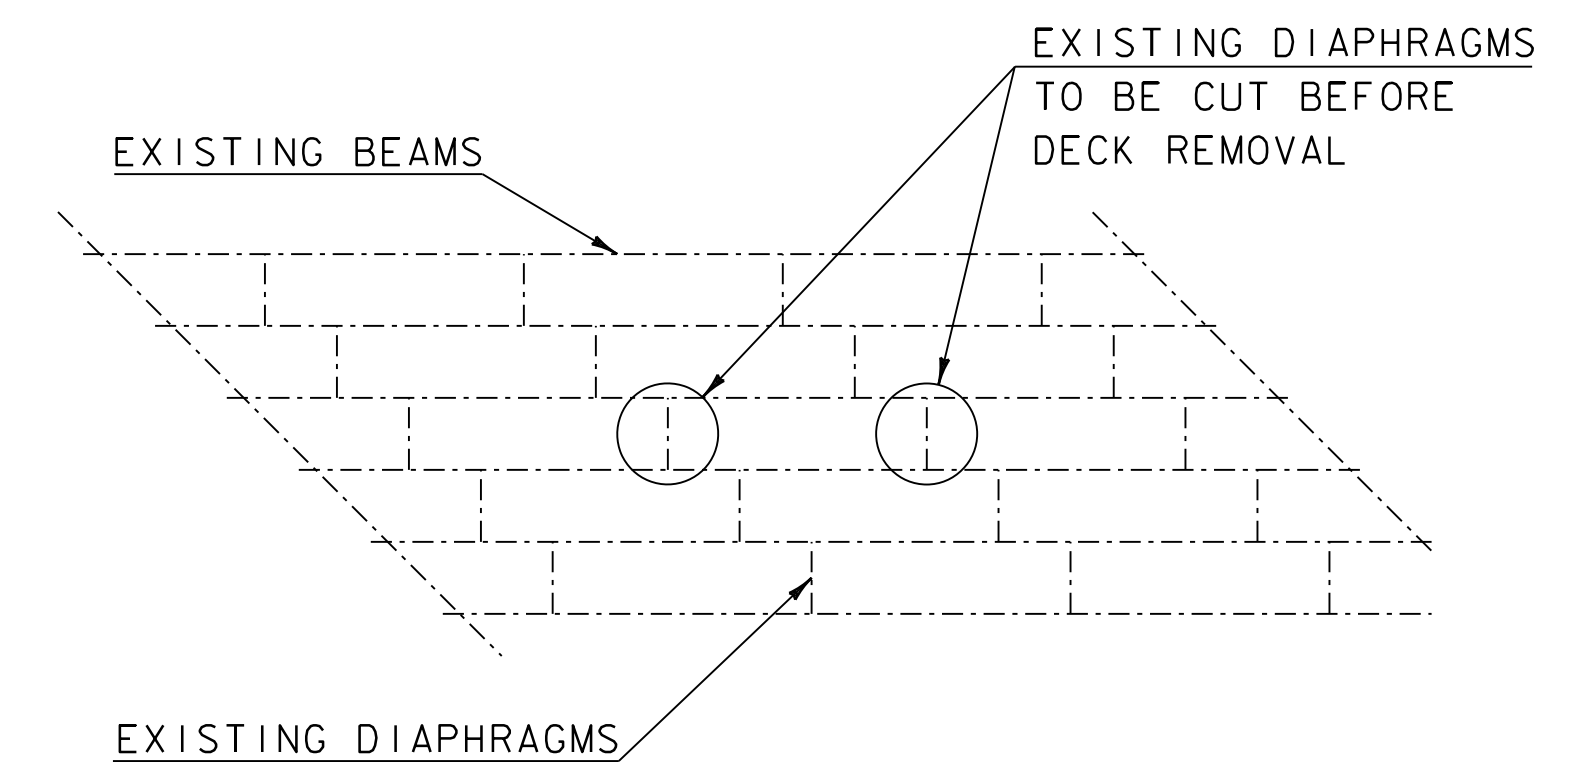 EXISTING DIAPHRAGMS
TO BE CUT BEFORE
DECK REMOVAL
EXISTING BEAMS
EXISTING DIAPHRAGMS